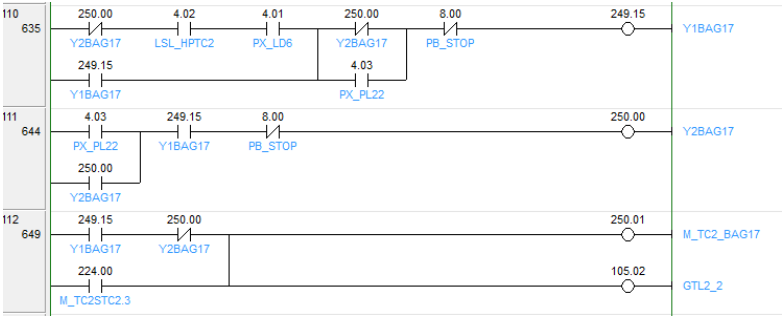 110
250.00 4.02 4.01 250.00 8.00 249.15
635
Y2BAG17 LSL_HPTC2 PX_LD6 Y2BAG17 PB_STOP Y1BAG17
249.15 4.03
Y1BAG17 PX_PL22
111
4.03 249.15 8.00 250.00
644
PX_PL22 Y1BAG17 PB_STOP Y2BAG17
250.00
Y2BAG17
112
249.15 250.00 250.01
649
Y1BAG17 Y2BAG17 M_TC2_BAG17
224.00 105.02
M_TC2STC2.3 GTL2_2